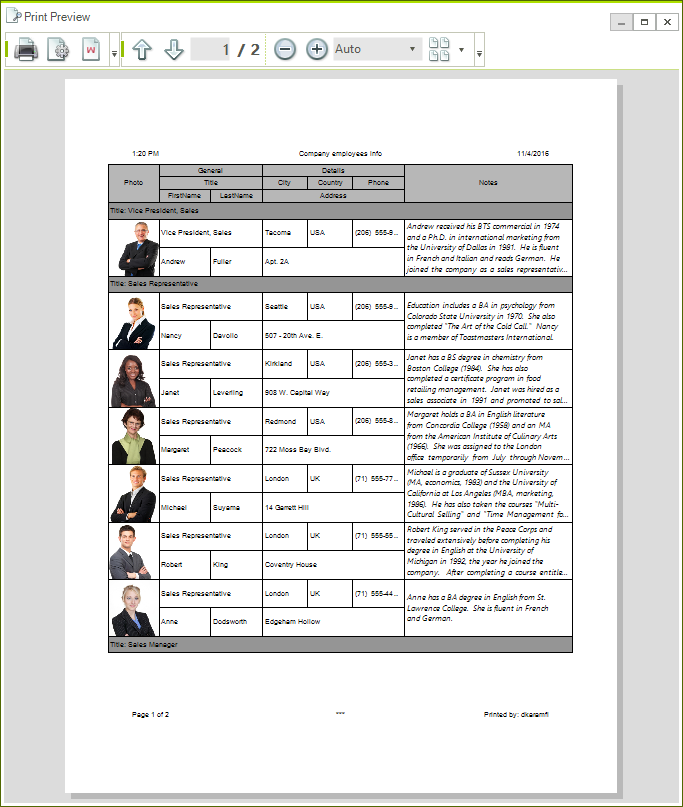 Print Preview
1 / 2 Auto
1:20 PM Company employees info 11/4/2016
Photo General Details Notes
Title City Country Phone
FirstName LastName Address
Title: Vice President, Sales
Vice President, Sales Tacoma USA (206) 555-9...
Andrew Fuller Apt. 2A
Andrew received his BTS commercial in 1974
and a Ph.D. in international marketing from
the University of Dallas in 1981. He is fluent
in French and Italian and reads German. He
joined the company as a sales representativ...
Title: Sales Representative
Sales Representative Seattle USA (206) 555-9...
Nancy Davolio 507 - 20th Ave. E.
Education includes a BA in psychology from
Colorado State University in 1970. She also
completed "The Art of the Cold Call." Nancy
is a member of Toastmasters International.
Sales Representative Kirkland USA (206) 555-3...
Janet Leverling 908 W. Capital Way
Janet has a BS degree in chemistry from
Boston College (1984). She has also
completed a certificate program in food
retailing management. Janet was hired as a
sales associate in 1991 and promoted to sal...
Sales Representative Redmond USA (206) 555-8...
Margaret Peacock 722 Moss Bay Blvd.
Margaret holds a BA in English literature
from Concordia College (1958) and an MA
from the American Institute of Culinary Arts
(1966). She was assigned to the London
office temporarily from July through Novem...
Sales Representative London UK (71) 555-77...
Michael Suyama 14 Garrett Hill
Michael is a graduate of Sussex University
(MA, economics, 1983) and the University of
California at Los Angeles (MBA, marketing,
1986). He has also taken the courses "Multi-
Cultural Selling" and "Time Management fo...
Sales Representative London UK (71) 555-55...
Robert King Coventry House
Robert King served in the Peace Corps and
traveled extensively before completing his
degree in English at the University of
Michigan in 1992, the year he joined the
company. After completing a course entitle...
Sales Representative London UK (71) 555-44...
Anne Dodsworth Edgeham Hollow
Anne has a BA degree in English from St.
Lawrence College. She is fluent in French
and German.
Title: Sales Manager
Page 1 of 2 *** Printed by: dkaramfi